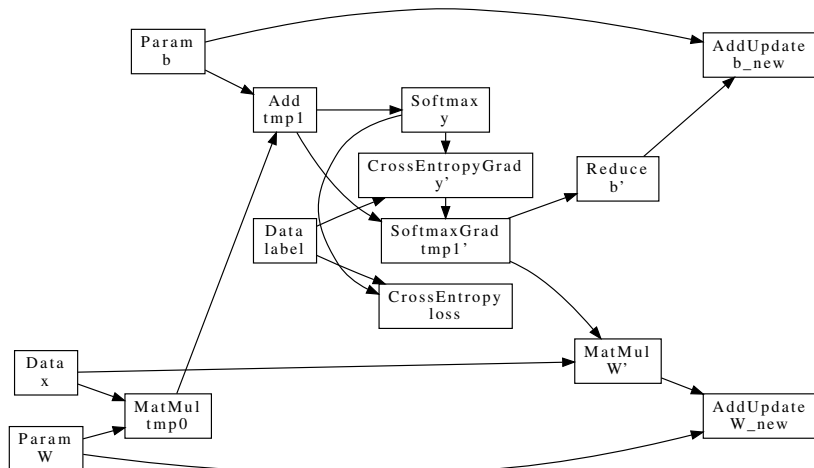 Param
b
AddUpdate
b_new
Add
tmp1
Softmax
y
CrossEntropyGrad
y'
Reduce
b'
Data
label
SoftmaxGrad
tmp1'
CrossEntropy
loss
Data
x
MatMul
W'
MatMul
tmp0
AddUpdate
W_new
Param
W